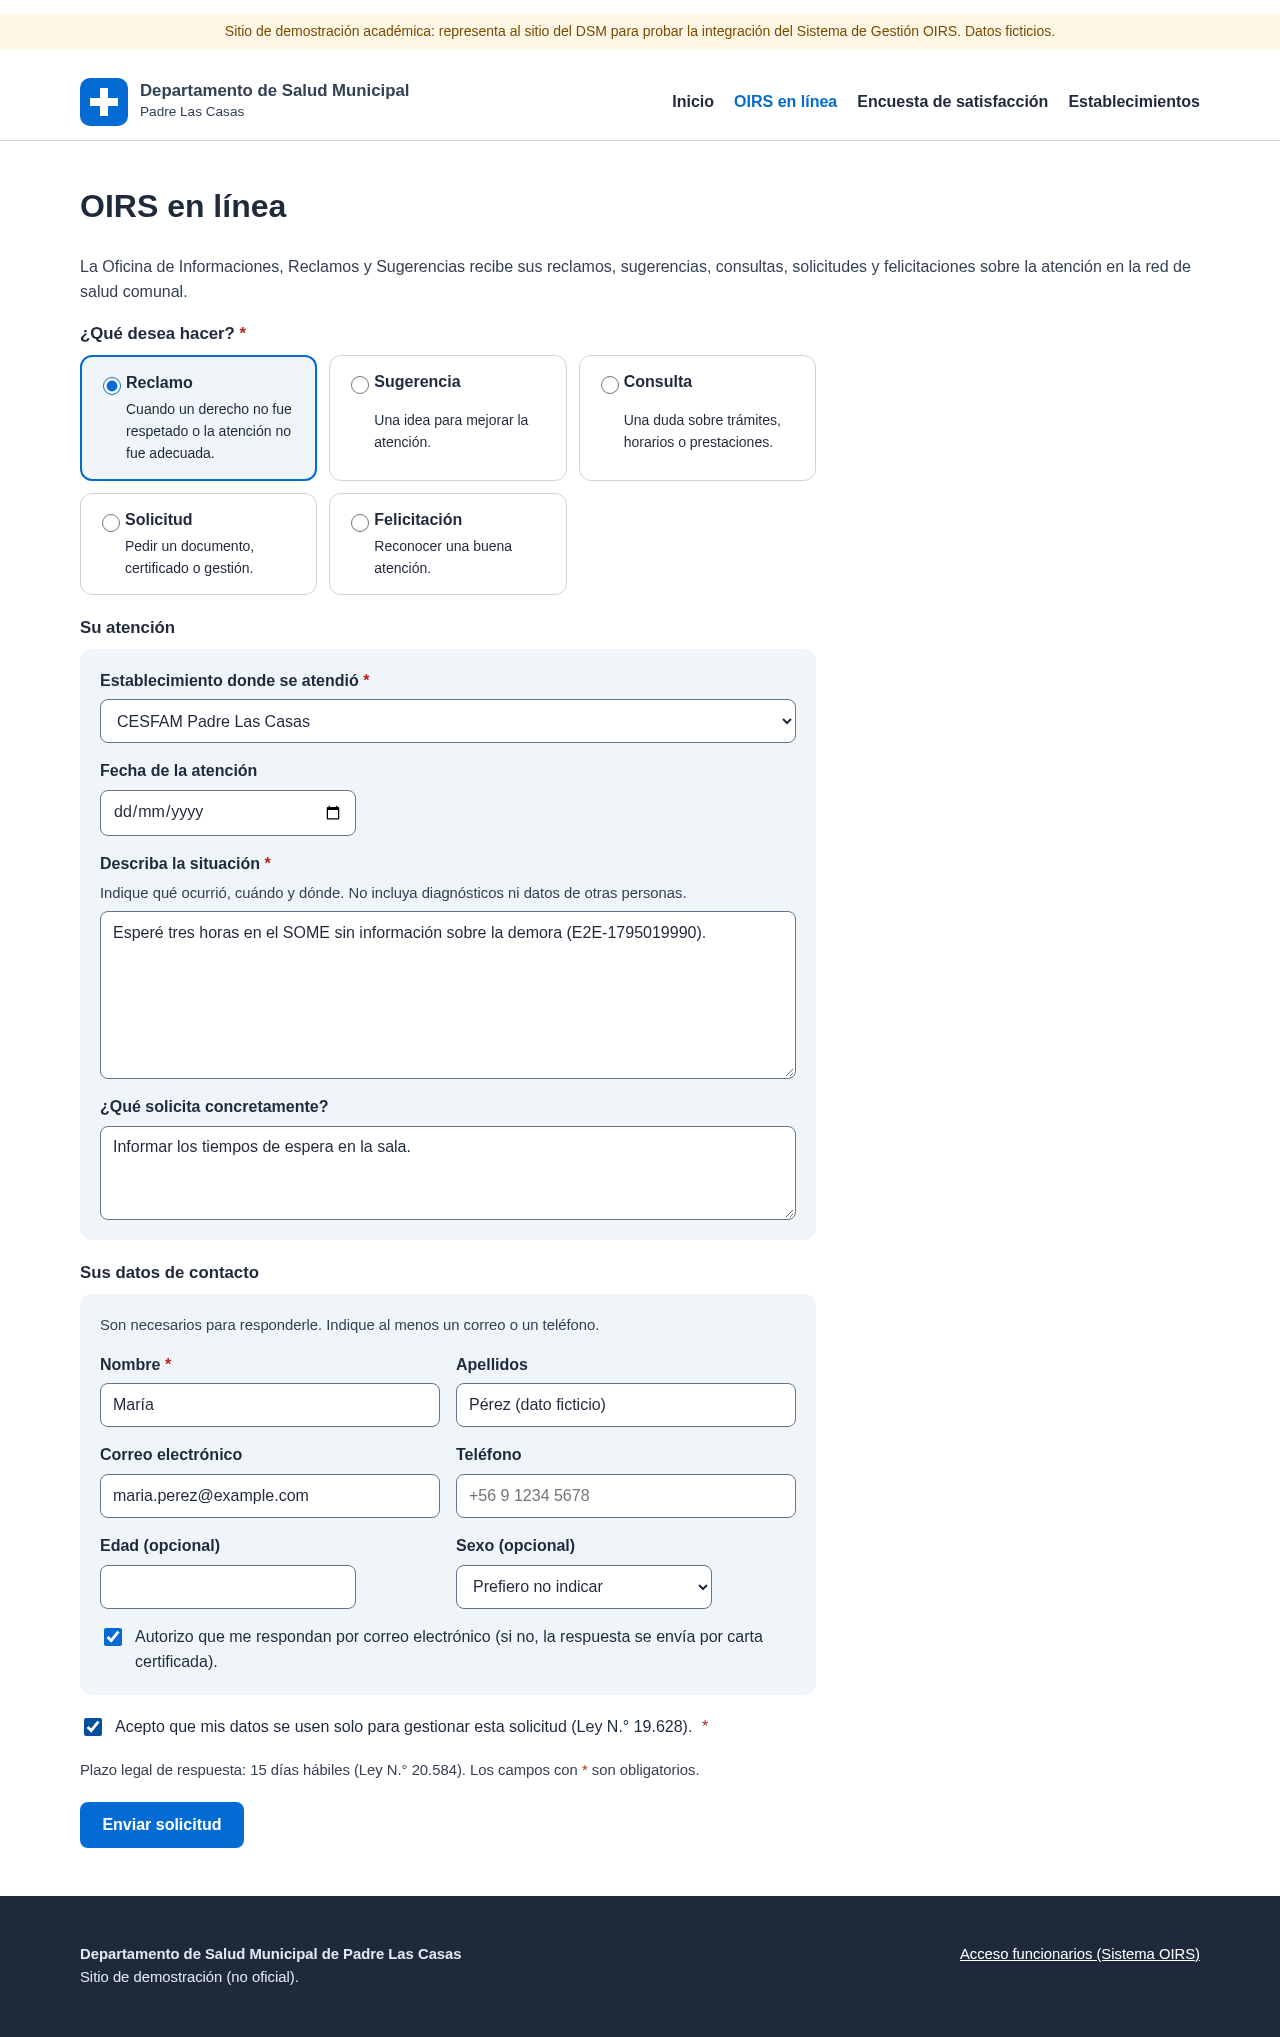 Sitio de demostración académica: representa al sitio del DSM para probar la integración del Sistema de Gestión OIRS. Datos ficticios.
Departamento de Salud Municipal
Padre Las Casas
Inicio OIRS en línea Encuesta de satisfacción Establecimientos
OIRS en línea
La Oficina de Informaciones, Reclamos y Sugerencias recibe sus reclamos, sugerencias, consultas, solicitudes y felicitaciones sobre la atención en la red de
salud comunal.
¿Qué desea hacer? *
Reclamo
Cuando un derecho no fue
respetado o la atención no
fue adecuada.
Sugerencia
Una idea para mejorar la
atención.
Consulta
Una duda sobre trámites,
horarios o prestaciones.
Solicitud
Pedir un documento,
certificado o gestión.
Felicitación
Reconocer una buena
atención.
Su atención
Establecimiento donde se atendió *
CESFAM Padre Las Casas
Fecha de la atención
dd/mm/yyyy
Describa la situación *
Indique qué ocurrió, cuándo y dónde. No incluya diagnósticos ni datos de otras personas.
Esperé tres horas en el SOME sin información sobre la demora (E2E-1795019990).
¿Qué solicita concretamente?
Informar los tiempos de espera en la sala.
Sus datos de contacto
Son necesarios para responderle. Indique al menos un correo o un teléfono.
Nombre * Apellidos
María Pérez (dato ficticio)
Correo electrónico Teléfono
maria.perez@example.com +56 9 1234 5678
Edad (opcional) Sexo (opcional)
Prefiero no indicar
Autorizo que me respondan por correo electrónico (si no, la respuesta se envía por carta
certificada).
Acepto que mis datos se usen solo para gestionar esta solicitud (Ley N.° 19.628). *
Plazo legal de respuesta: 15 días hábiles (Ley N.° 20.584). Los campos con * son obligatorios.
Enviar solicitud
Departamento de Salud Municipal de Padre Las Casas
Sitio de demostración (no oficial).
Acceso funcionarios (Sistema OIRS)